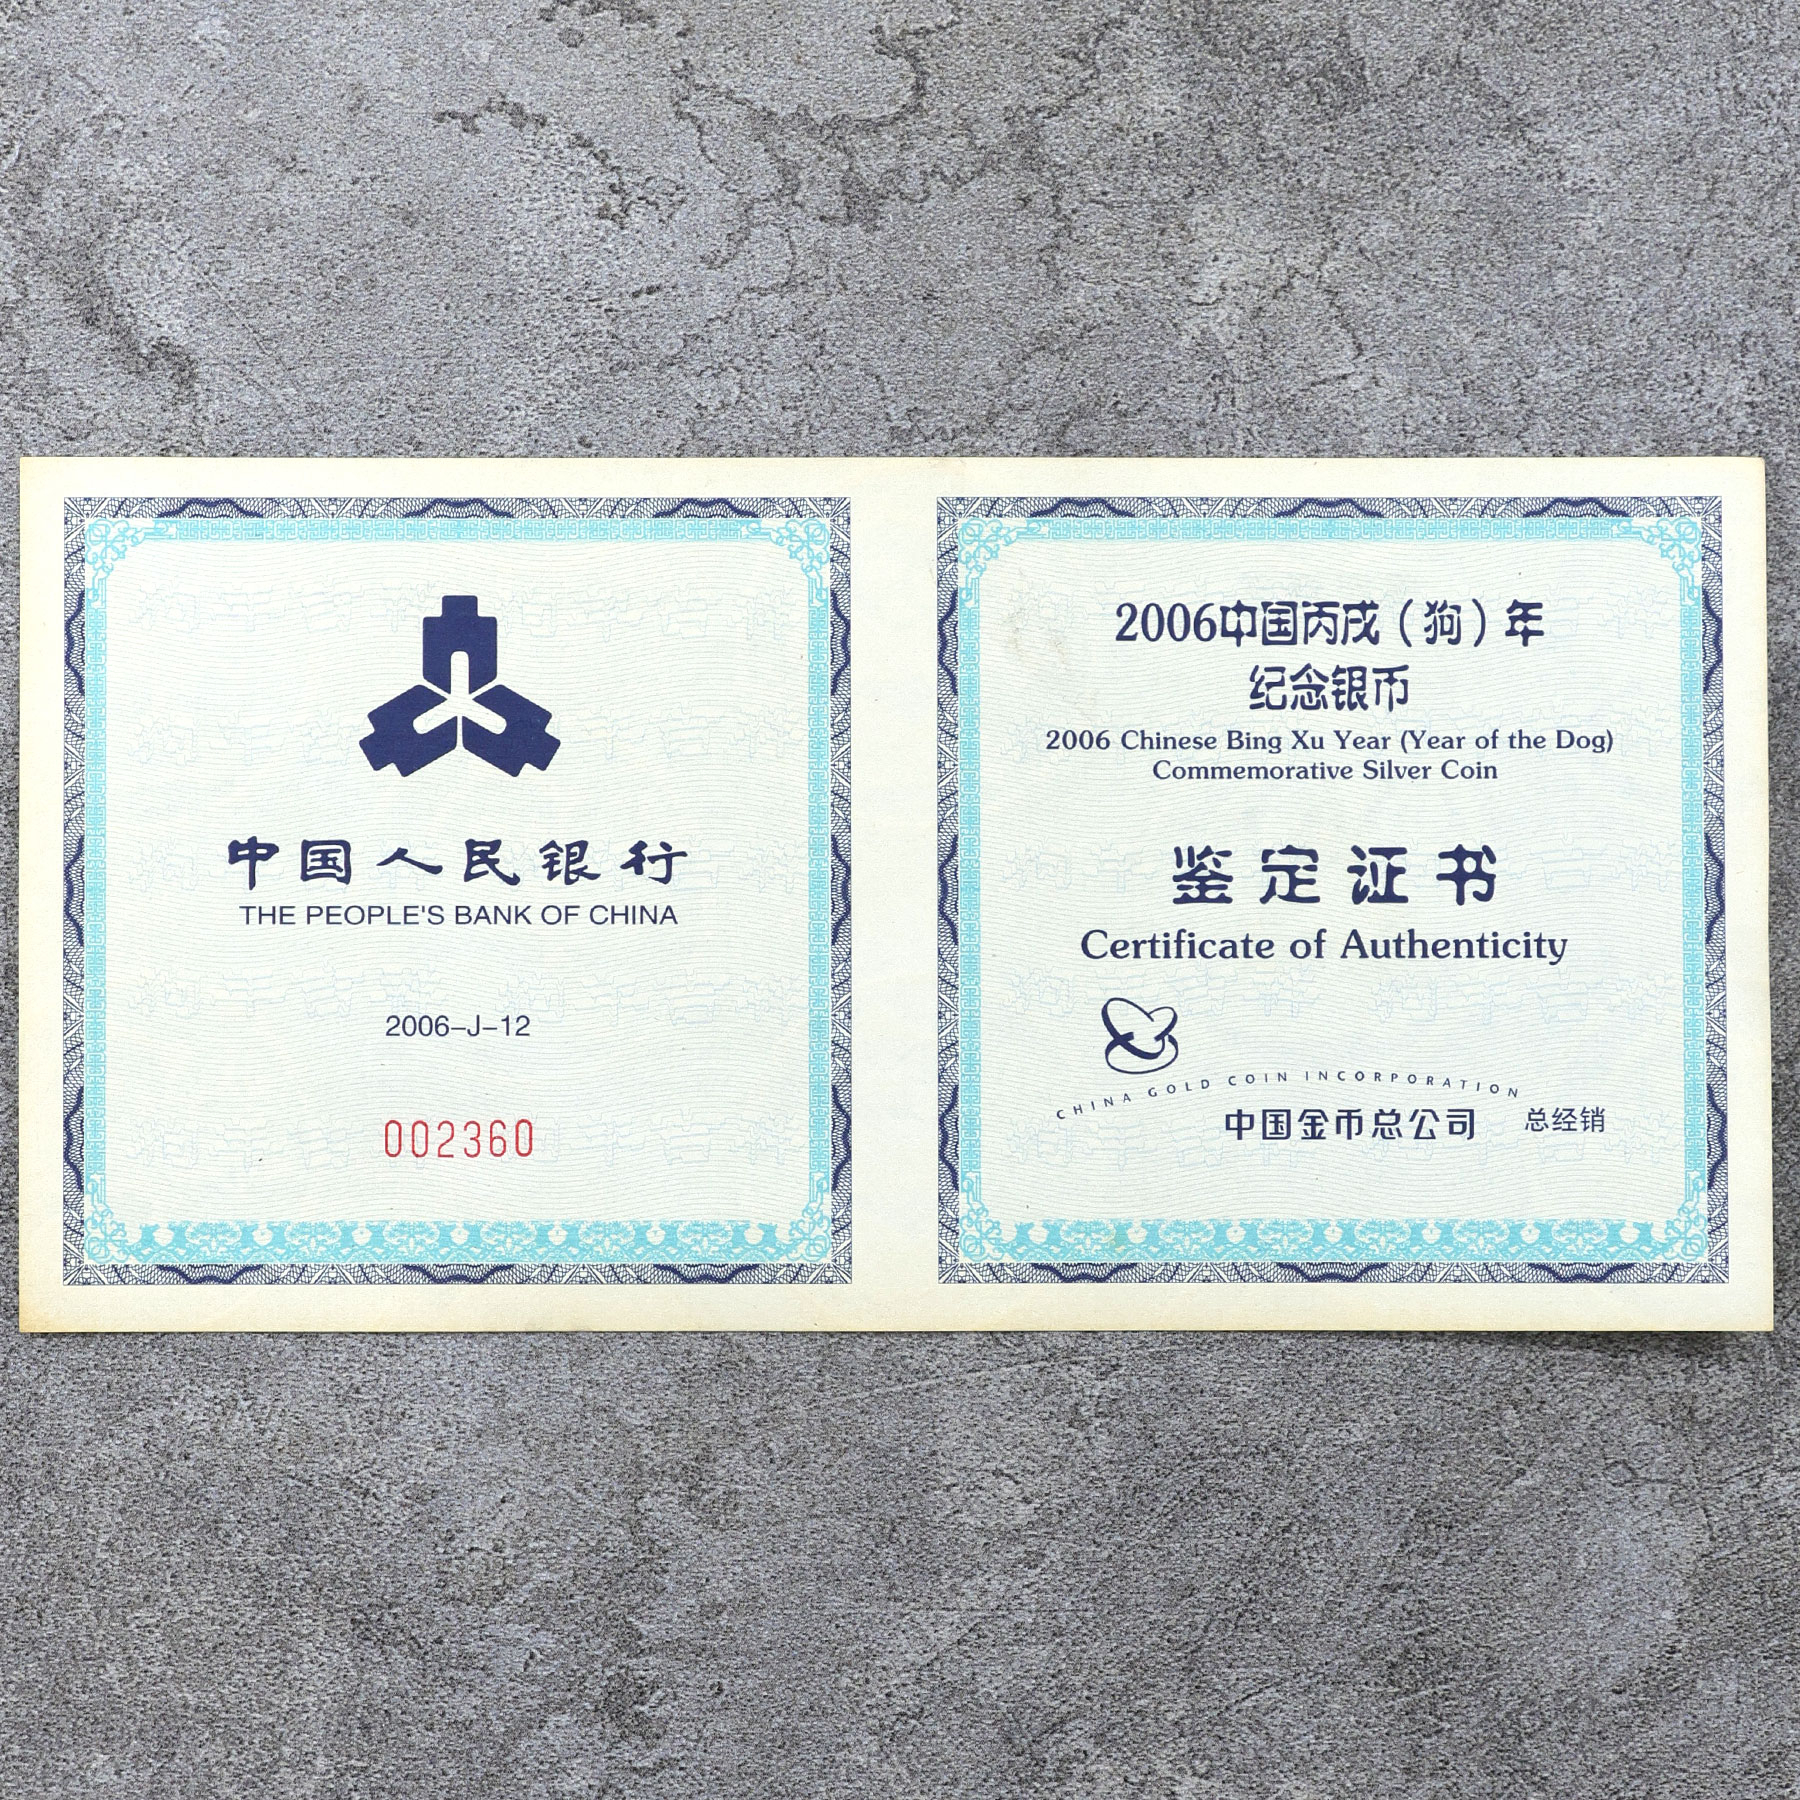 中国人民银行
THE PEOPLE'S BANK OF CHINA
2006-J-12
002360
2006中国丙戌(狗)年
纪念银币
2006 Chinese Bing Xu Year (Year of the Dog)
Commemorative Silver Coin
鉴定证书
Certificate of Authenticity
CHINA GOLD COIN INCORPORATION
中国金币总公司 总经销